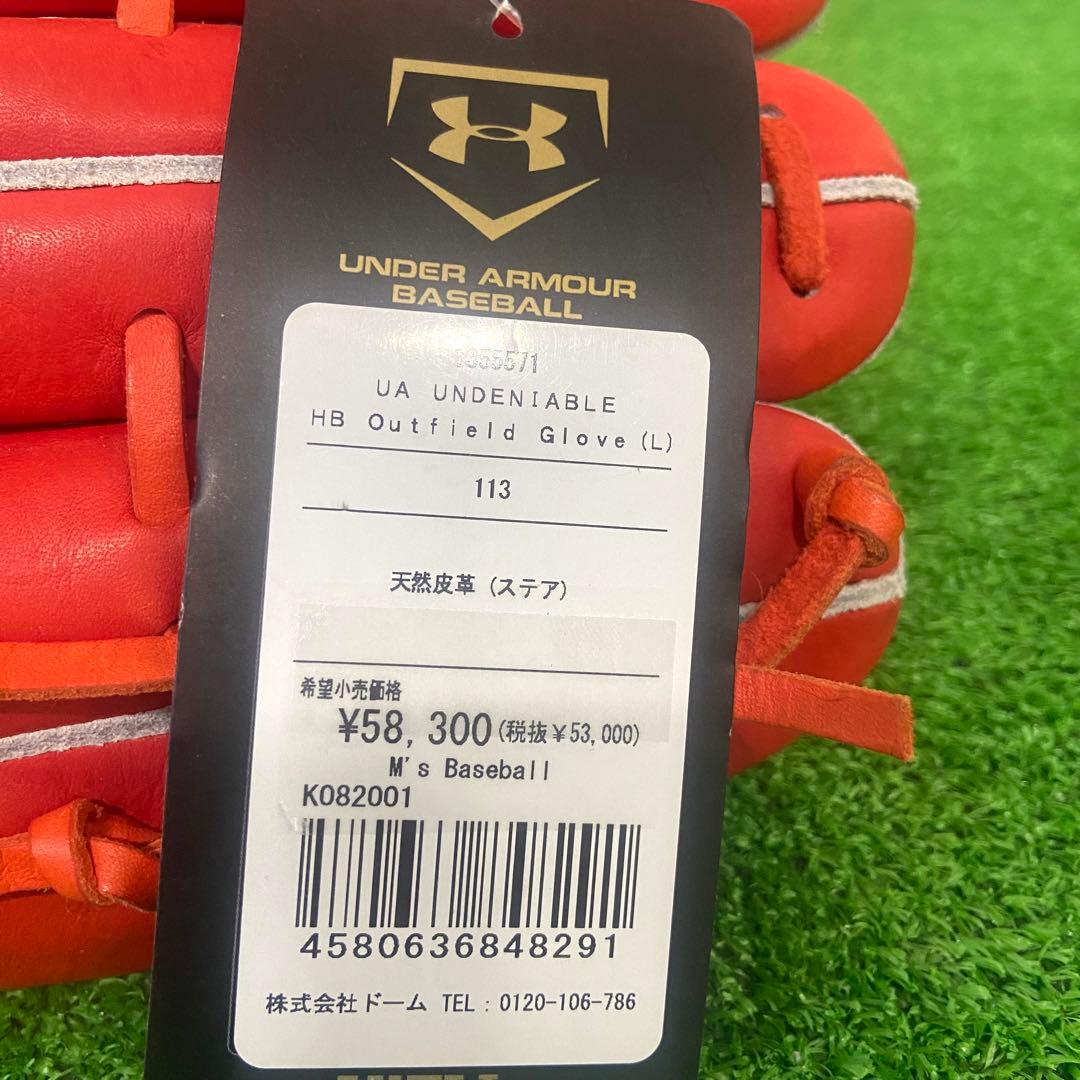 UNDER ARMOUR
BASEBALL
1355571
UA UNDENIABLE
HB Outfield Glove (L)
113
天然皮革 (ステア)
希望小売価格
¥58,300(税抜¥53,000)
M's Baseball
K082001
4580636848291
株式会社ドーム TEL:0120-106-786